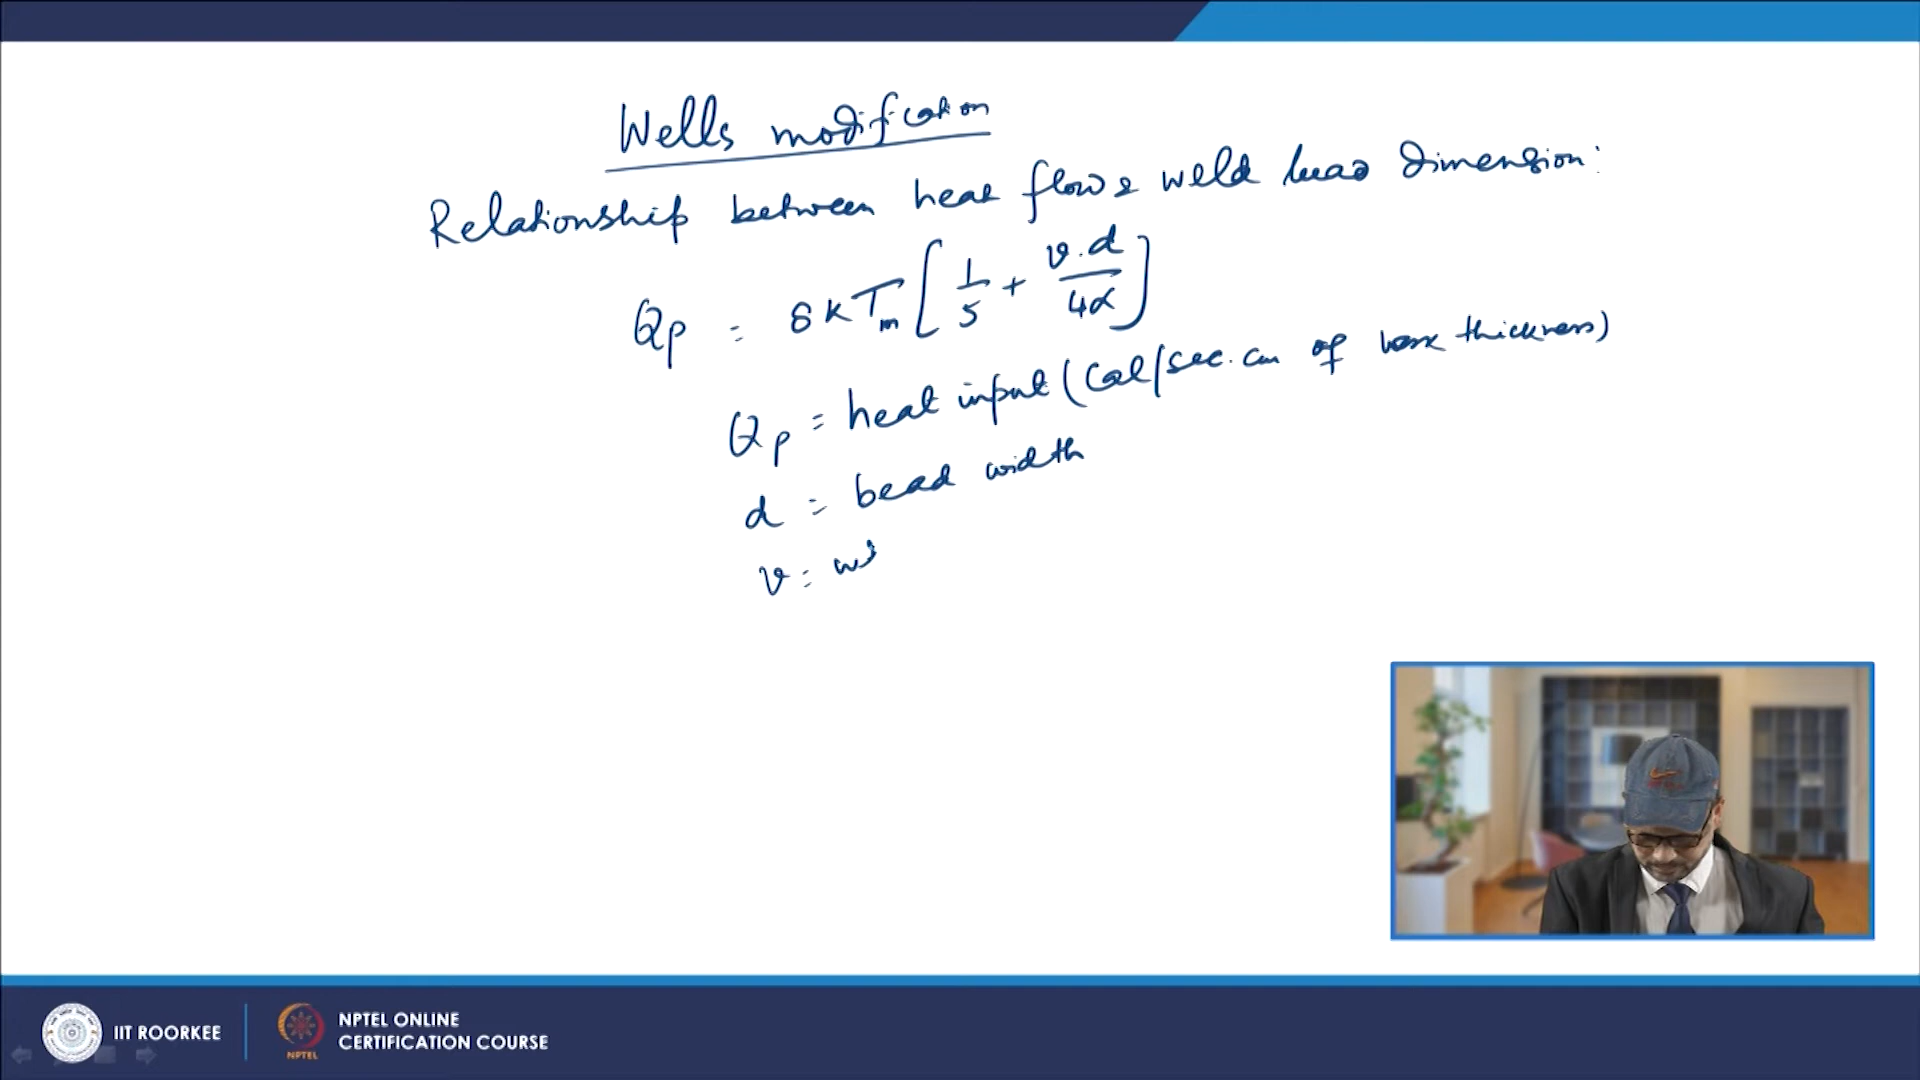 Wells modification
Relationship between heat flow & weld bead dimension:
Qp = 8KTm [1/5 + v.d/4α]
Qp = heat input (Cal/sec.cm of work thickness)
d = bead width
v = w
IIT ROORKEE
NPTEL
NPTEL ONLINE
CERTIFICATION COURSE